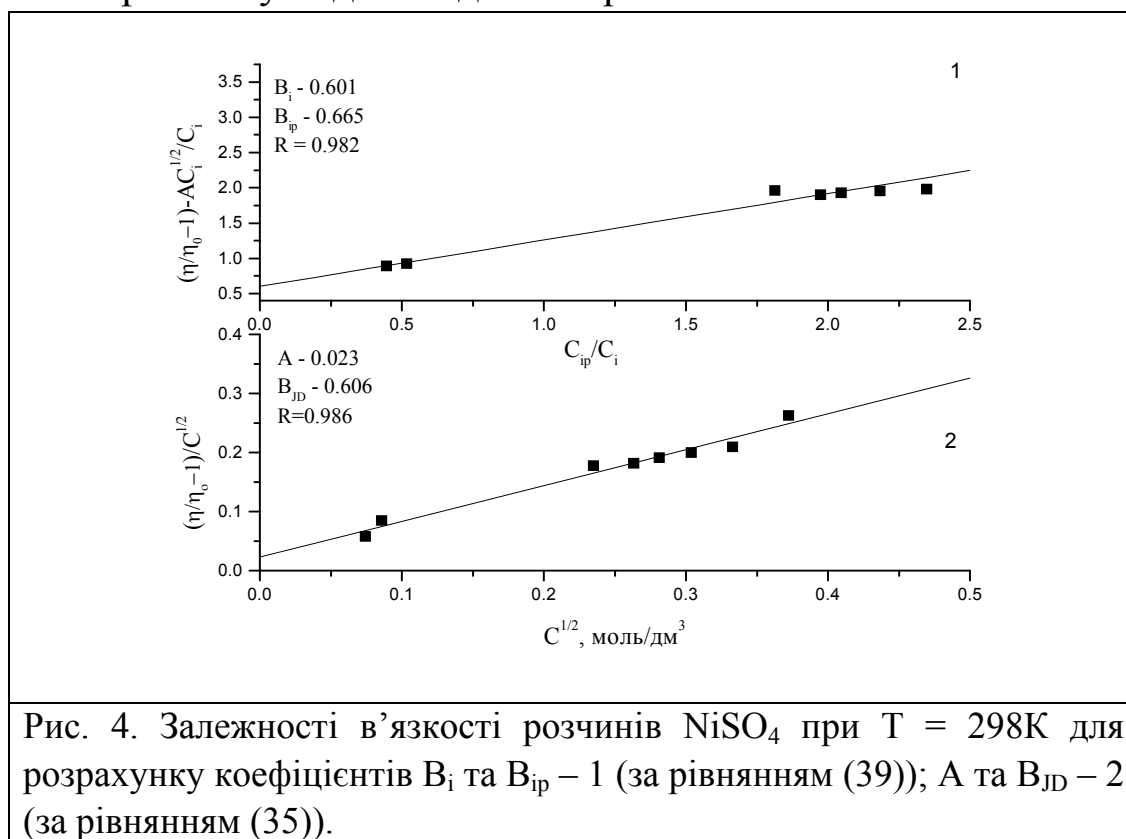 1
B_i - 0.601
B_ip - 0.665
R = 0.982
(η/η_0−1)-AC_i^{1/2}/C_i
3.5
3.0
2.5
2.0
1.5
1.0
0.5
0.0 0.5 1.0 1.5 2.0 2.5
C_ip/C_i
2
A - 0.023
B_JD - 0.606
R=0.986
(η/η_o−1)/C^{1/2}
0.4
0.3
0.2
0.1
0.0
0.0 0.1 0.2 0.3 0.4 0.5
C^{1/2}, моль/дм^3
Рис. 4. Залежності в’язкості розчинів NiSO_4 при Т = 298К для
розрахунку коефіцієнтів B_i та B_ip – 1 (за рівнянням (39)); А та B_JD – 2
(за рівнянням (35)).